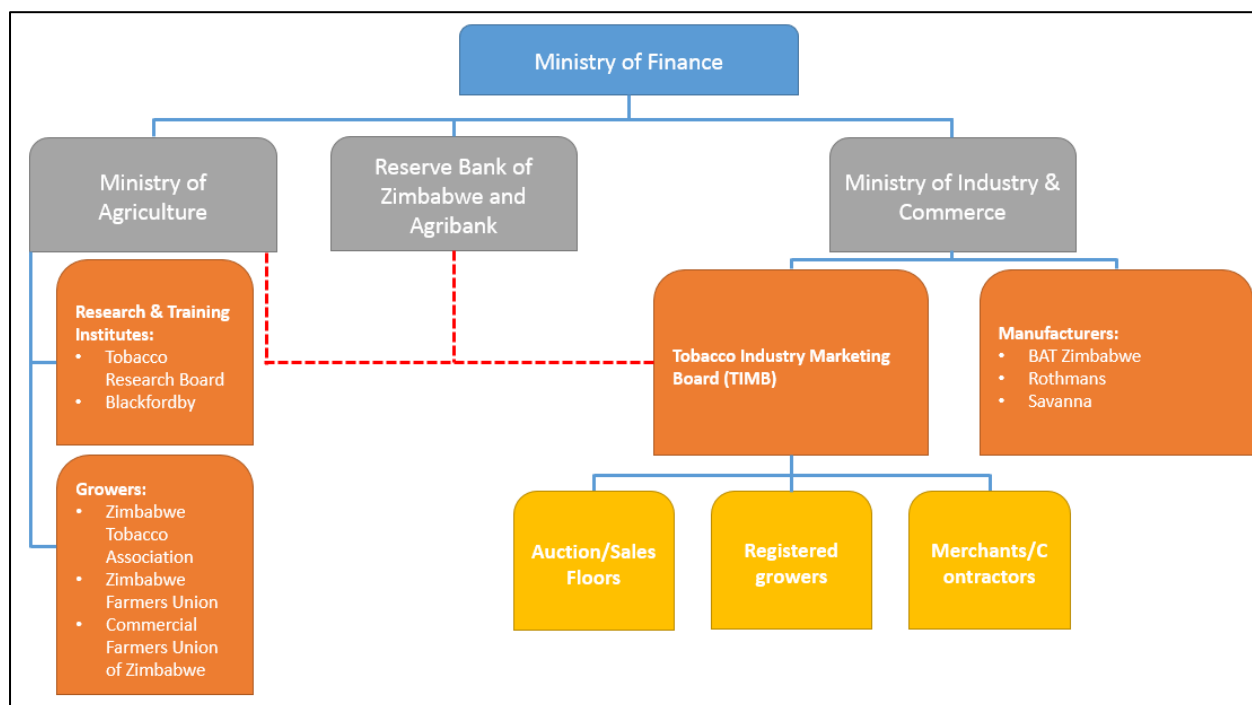 Ministry of Finance
Ministry of
Agriculture
Reserve Bank of
Zimbabwe and
Agribank
Ministry of Industry &
Commerce
Research & Training
Institutes:
• Tobacco
Research Board
• Blackfordby
Tobacco Industry Marketing
Board (TIMB)
Manufacturers:
• BAT Zimbabwe
• Rothmans
• Savanna
Growers:
• Zimbabwe
Tobacco
Association
• Zimbabwe
Farmers Union
• Commercial
Farmers Union
of Zimbabwe
Auction/Sales
Floors
Registered
growers
Merchants/C
ontractors